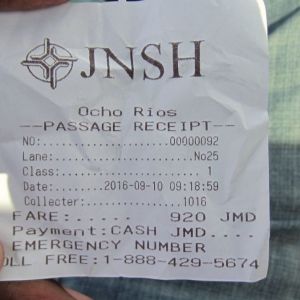 JNSH
Ocho Rios
--PASSAGE RECEIPT--
NO:......................00000092
Lane:........................No25
Class:......................... 1
Date:........2016-09-10 09:18:59
Collecter:..................1016
FARE:..... 920 JMD
Payment:CASH JMD....
EMERGENCY NUMBER
OLL FREE:1-888-429-5674